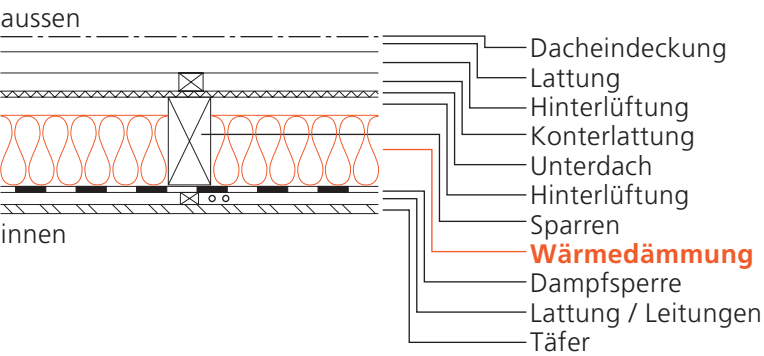 aussen
Dacheindeckung
Lattung
Hinterlüftung
Konterlattung
Unterdach
Hinterlüftung
Sparren
innen
Wärmedämmung
Dampfsperre
Lattung / Leitungen
Täfer